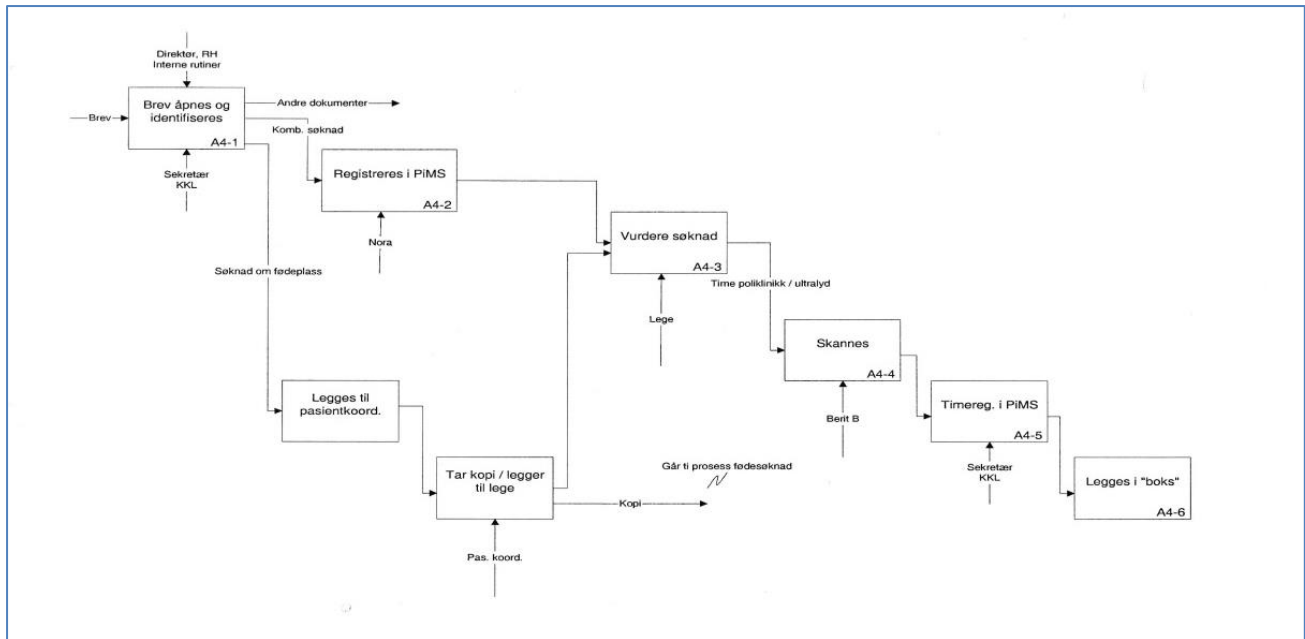 Direktør, RH
Interne rutiner
Brev
Brev åpnes og
identifiseres
A4-1
Andre dokumenter
Komb. søknad
Sekretær
KKL
Registreres i PiMS
A4-2
Nora
Søknad om fødeplass
Vurdere søknad
A4-3
Time poliklinikk / ultralyd
Lege
Skannes
A4-4
Berit B
Legges til
pasientkoord.
Timereg. i PiMS
A4-5
Sekretær
KKL
Tar kopi / legger
til lege
Går ti prosess fødesøknad
Kopi
Pas. koord.
Legges i "boks"
A4-6